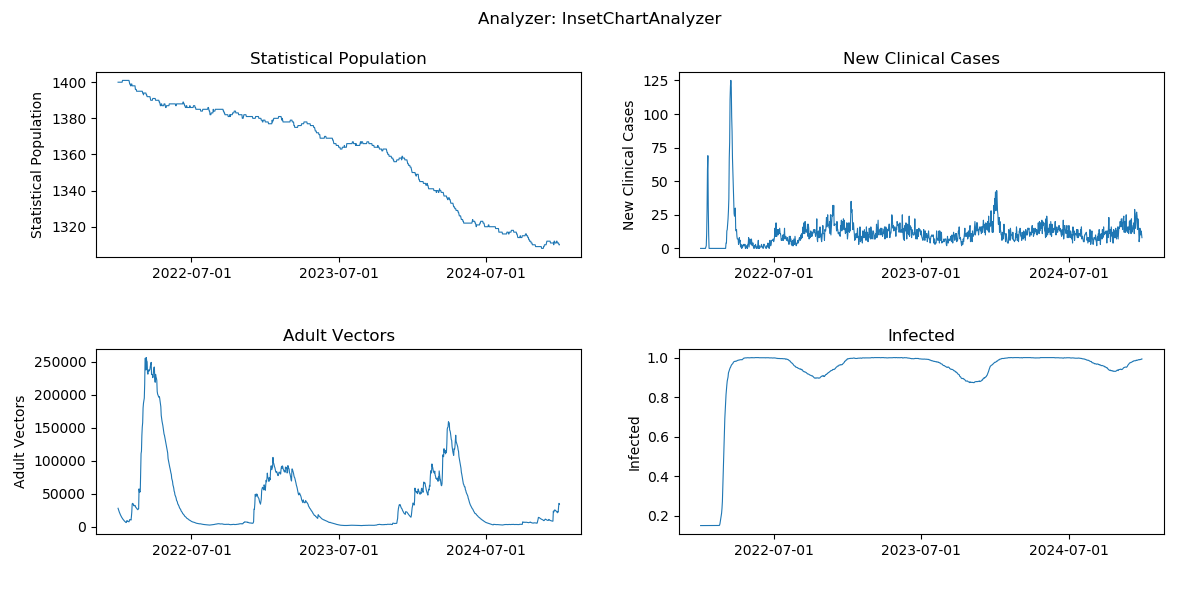 Analyzer: InsetChartAnalyzer
Statistical Population
Statistical Population
1400
1380
1360
1340
1320
2022-07-01 2023-07-01 2024-07-01
New Clinical Cases
New Clinical Cases
125
100
75
50
25
0
2022-07-01 2023-07-01 2024-07-01
Adult Vectors
Adult Vectors
250000
200000
150000
100000
50000
0
2022-07-01 2023-07-01 2024-07-01
Infected
Infected
1.0
0.8
0.6
0.4
0.2
2022-07-01 2023-07-01 2024-07-01